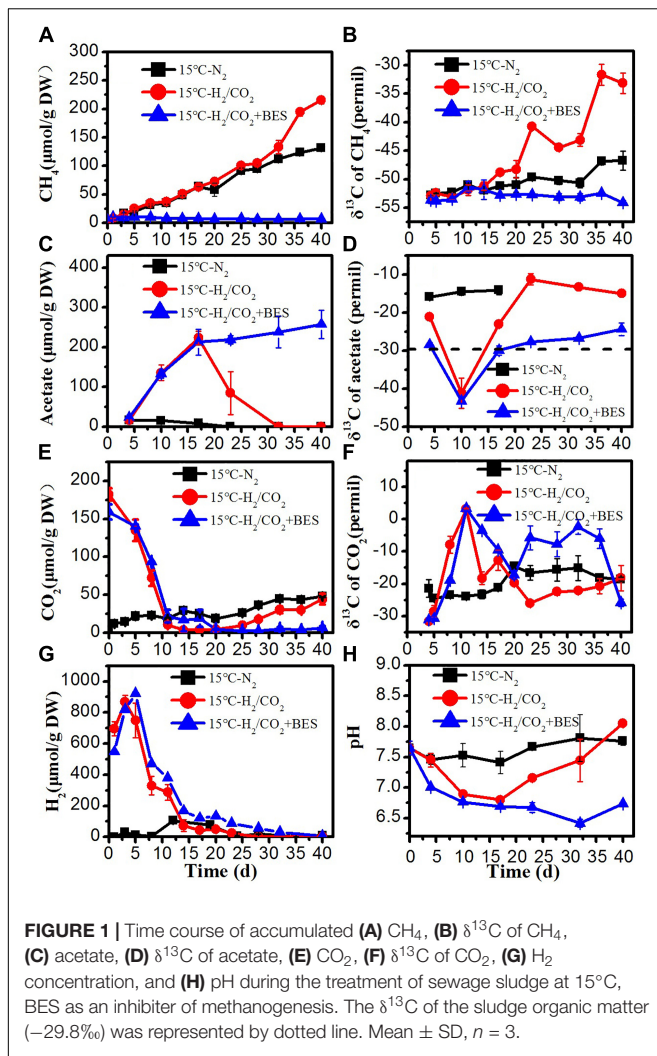 A
CH₄(μmol/g DW)
300
250
200
150
100
50
0
15℃-N₂
15℃-H₂/CO₂
15℃-H₂/CO₂+BES
0 5 10 15 20 25 30 35 40
B
δ¹³C of CH₄(permil)
-30
-35
-40
-45
-50
-55
15℃-N₂
15℃-H₂/CO₂
15℃-H₂/CO₂+BES
0 5 10 15 20 25 30 35 40
C
Acetate (μmol/g DW)
400
300
200
100
0
15℃-N₂
15℃-H₂/CO₂
15℃-H₂/CO₂+BES
0 5 10 15 20 25 30 35 40
D
δ¹³C of acetate (permil)
-10
-20
-30
-40
-50
15℃-N₂
15℃-H₂/CO₂
15℃-H₂/CO₂+BES
0 5 10 15 20 25 30 35 40
E
CO₂(μmol/g DW)
200
150
100
50
0
15℃-N₂
15℃-H₂/CO₂
15℃-H₂/CO₂+BES
0 5 10 15 20 25 30 35 40
F
δ¹³C of CO₂(permil)
20
10
0
-10
-20
-30
15℃-N₂
15℃-H₂/CO₂
15℃-H₂/CO₂+BES
0 5 10 15 20 25 30 35 40
G
H₂(μmol/g DW)
1000
900
800
700
600
500
400
300
200
100
0
15℃-N₂
15℃-H₂/CO₂
15℃-H₂/CO₂+BES
0 5 10 15 20 25 30 35 40
Time (d)
H
pH
9.0
8.5
8.0
7.5
7.0
6.5
15℃-N₂
15℃-H₂/CO₂
15℃-H₂/CO₂+BES
0 5 10 15 20 25 30 35 40
Time (d)
FIGURE 1 | Time course of accumulated (A) CH₄, (B) δ¹³C of CH₄,
(C) acetate, (D) δ¹³C of acetate, (E) CO₂, (F) δ¹³C of CO₂, (G) H₂
concentration, and (H) pH during the treatment of sewage sludge at 15°C,
BES as an inhibiter of methanogenesis. The δ¹³C of the sludge organic matter
(−29.8‰) was represented by dotted line. Mean ± SD, n = 3.